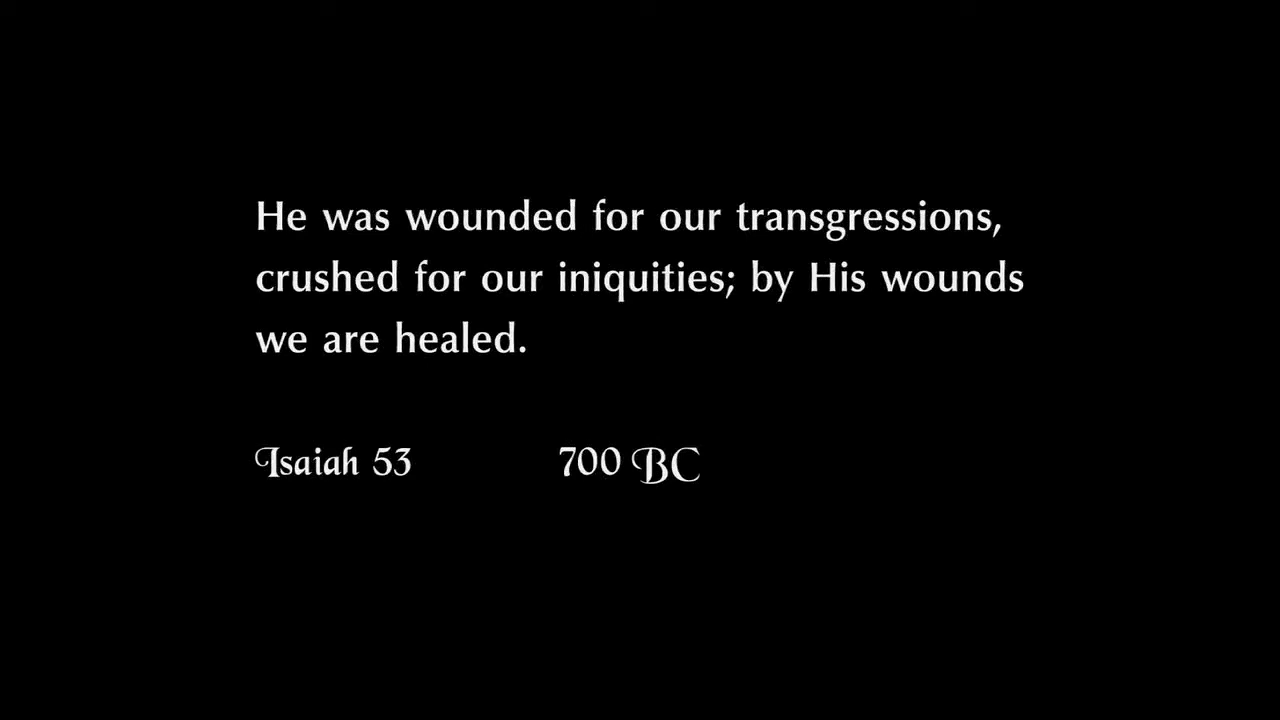 He was wounded for our transgressions,
crushed for our iniquities; by His wounds
we are healed.
Isaiah 53 700 BC